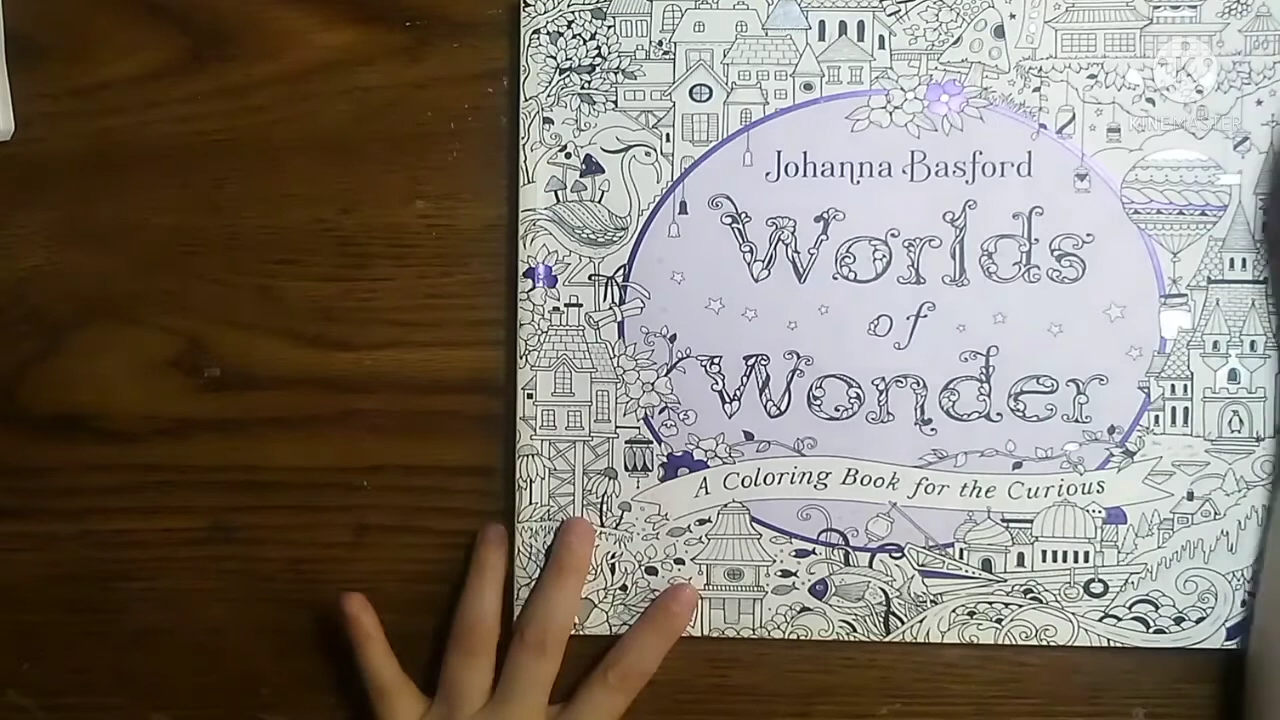 KINEMASTER
Johanna Basford
Worlds
of
Wonder
A Coloring Book for the Curious